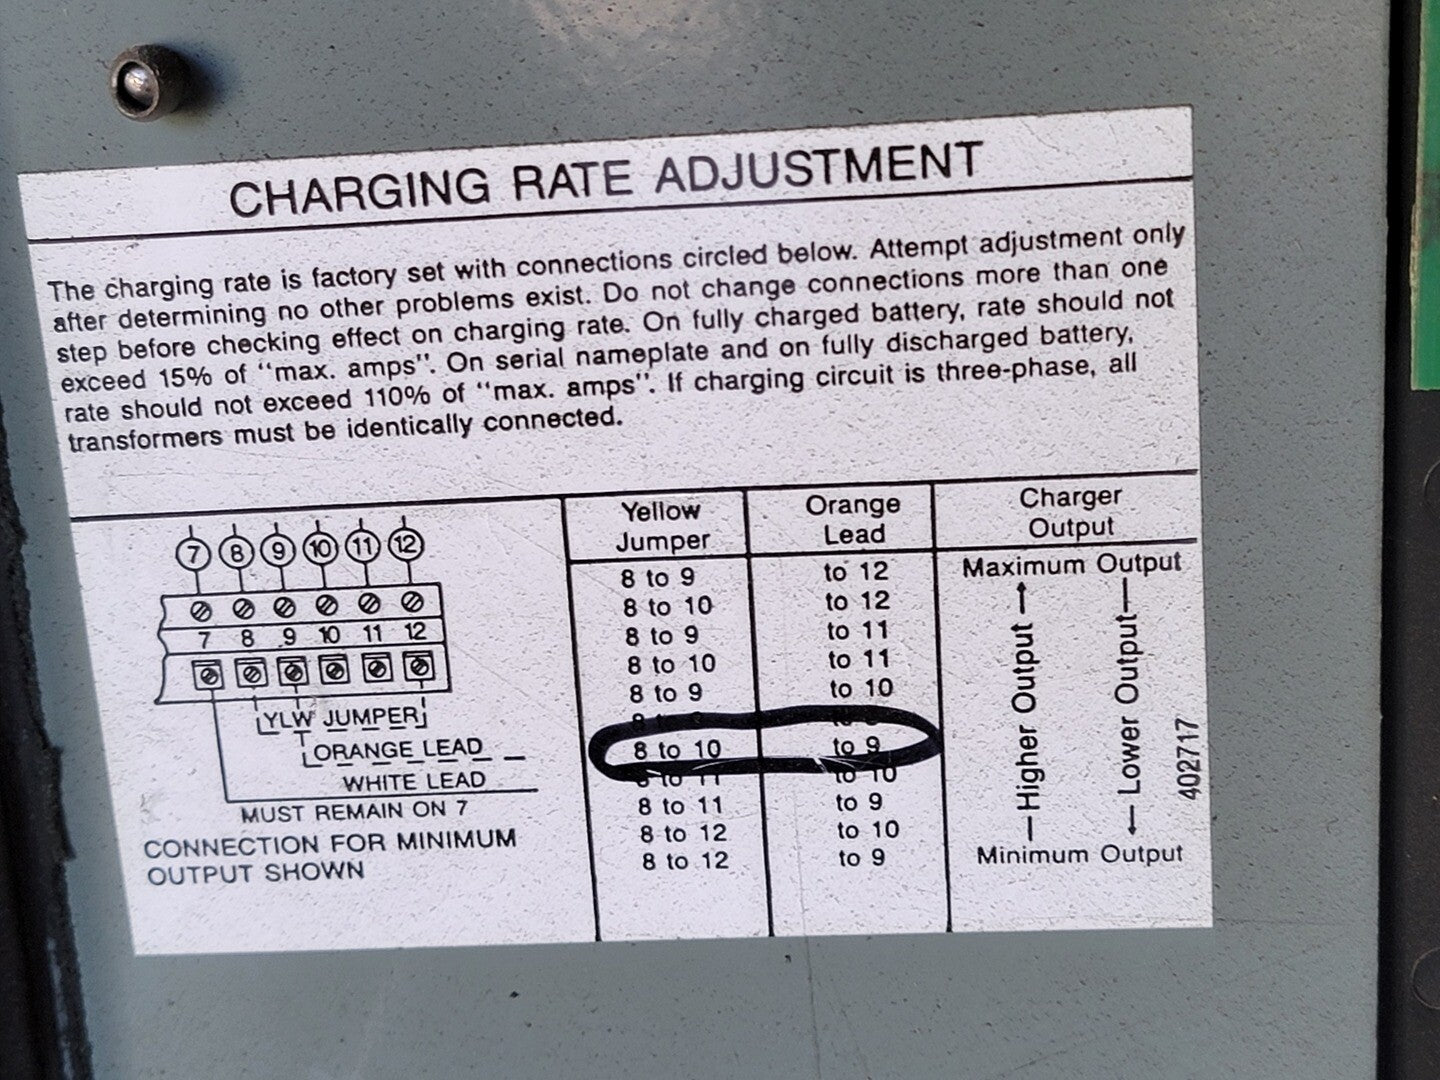 CHARGING RATE ADJUSTMENT
The charging rate is factory set with connections circled below. Attempt adjustment only
after determining no other problems exist. Do not change connections more than one
step before checking effect on charging rate. On fully charged battery, rate should not
exceed 15% of "max. amps". On serial nameplate and on fully discharged battery,
rate should not exceed 110% of "max. amps". If charging circuit is three-phase, all
transformers must be identically connected.
7 8 9 10 11 12
7 8 9 10 11 12
YLW JUMPER
ORANGE LEAD
WHITE LEAD
MUST REMAIN ON 7
CONNECTION FOR MINIMUM
OUTPUT SHOWN
Yellow
Jumper
Orange
Lead
Charger
Output
8 to 9 to 12
8 to 10 to 12
8 to 9 to 11
8 to 10 to 11
8 to 9 to 10
8 to 10 to 9
8 to 11 to 10
8 to 11 to 9
8 to 12 to 10
8 to 12 to 9
Maximum Output
Higher Output
Lower Output
Minimum Output
402717